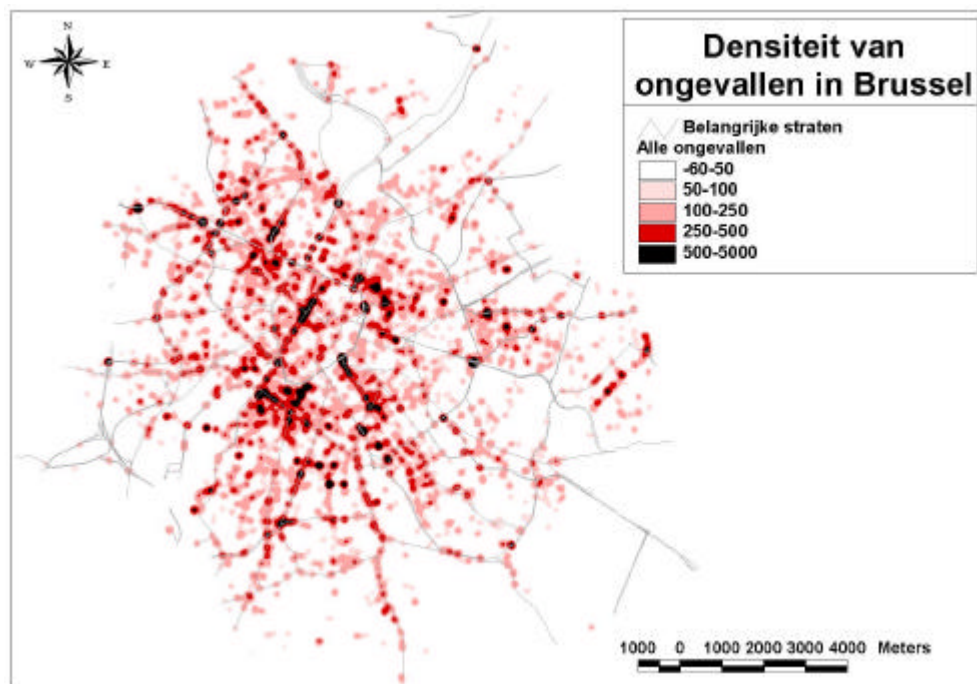 N
W E
S
Densiteit van
ongevallen in Brussel
Belangrijke straten
Alle ongevallen
-60-50
50-100
100-250
250-500
500-5000
1000 0 1000 2000 3000 4000 Meters